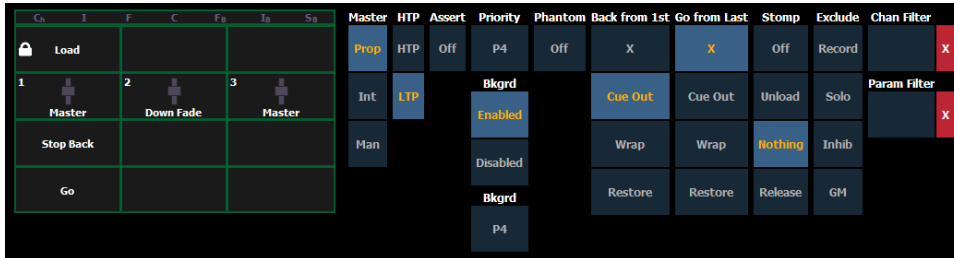 Ch I F C FB IB SB
Master HTP Assert Priority Phantom Back from 1st Go from Last Stomp Exclude Chan Filter
Load
Prop HTP Off P4 Off X X Off Record X
1 2 3
Master Down Fade Master
Bkgrd Param Filter
Int LTP Enabled Cue Out Cue Out Unload Solo X
Stop Back
Man Disabled Wrap Wrap Nothing Inhib
Go
Bkgrd Restore Restore Release GM
P4